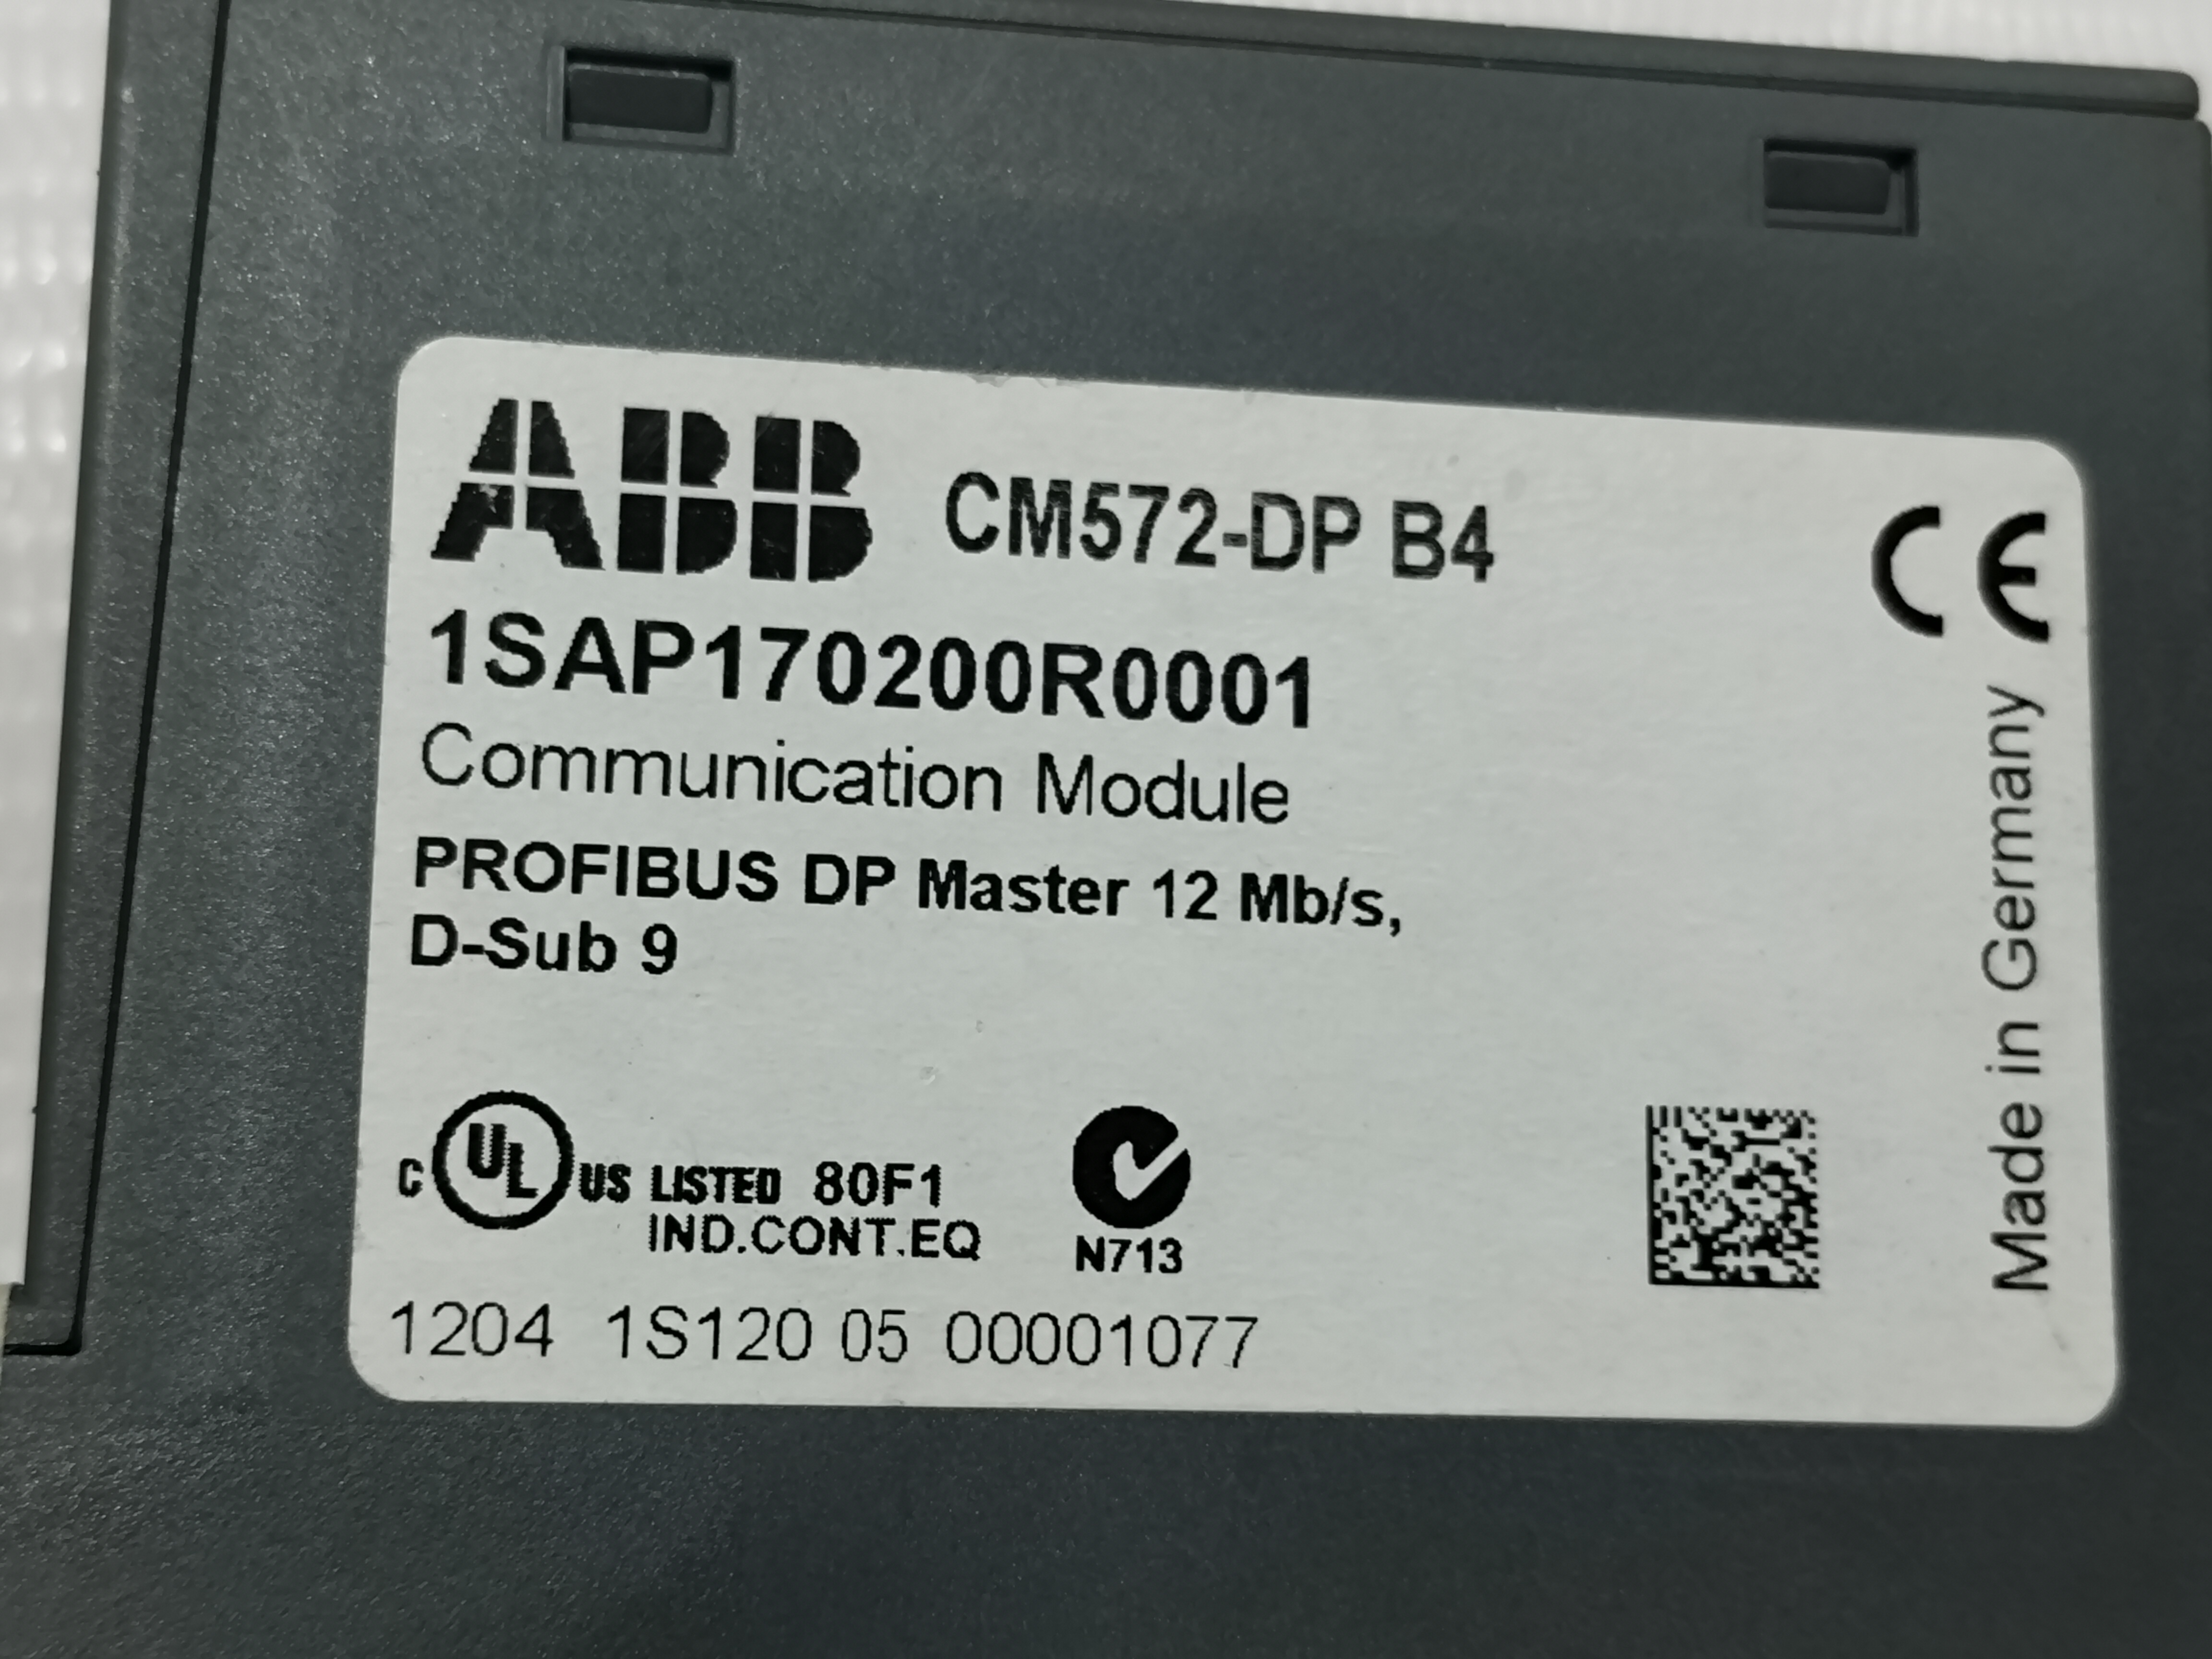 ABB CM572-DP B4
CE
1SAP170200R0001
Communication Module
PROFIBUS DP Master 12 Mb/s,
D-Sub 9
Made in Germany
C UL US LISTED 80F1
IND.CONT.EQ
N713
1204 1S120 05 00001077